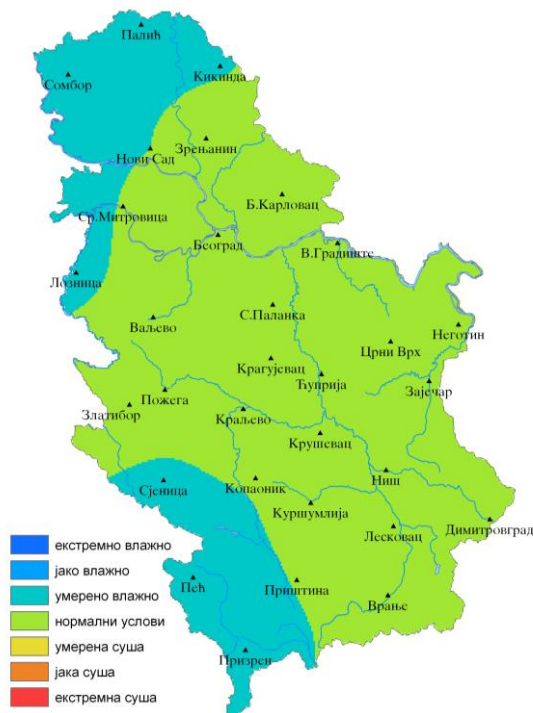 Палић
Сомбор
Кикинда
Зрењанин
Нови Сад
Б.Карловац
Ср.Митровица
Београд
В.Градиште
Лозница
С.Паланка
Ваљево
Неготин
Црни Врх
Крагујевац
Ћуприја
Зајечар
Пожега
Златибор
Краљево
Крушевац
Ниш
Сјеница
Копаоник
Куршумлија
Димитровград
Лесковац
Пећ
Приштина
Врање
Призрен
екстремно влажно
јако влажно
умерено влажно
нормални услови
умерена суша
јака суша
екстремна суша